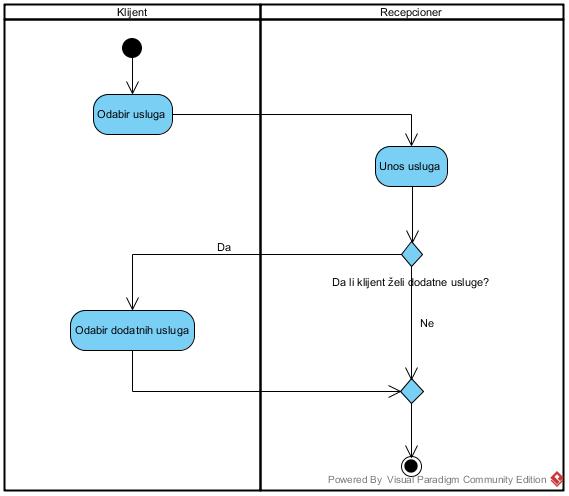 Klijent
Recepcioner
Odabir usluga
Unos usluga
Da
Da li klijent želi dodatne usluge?
Ne
Odabir dodatnih usluga
Powered By Visual Paradigm Community Edition